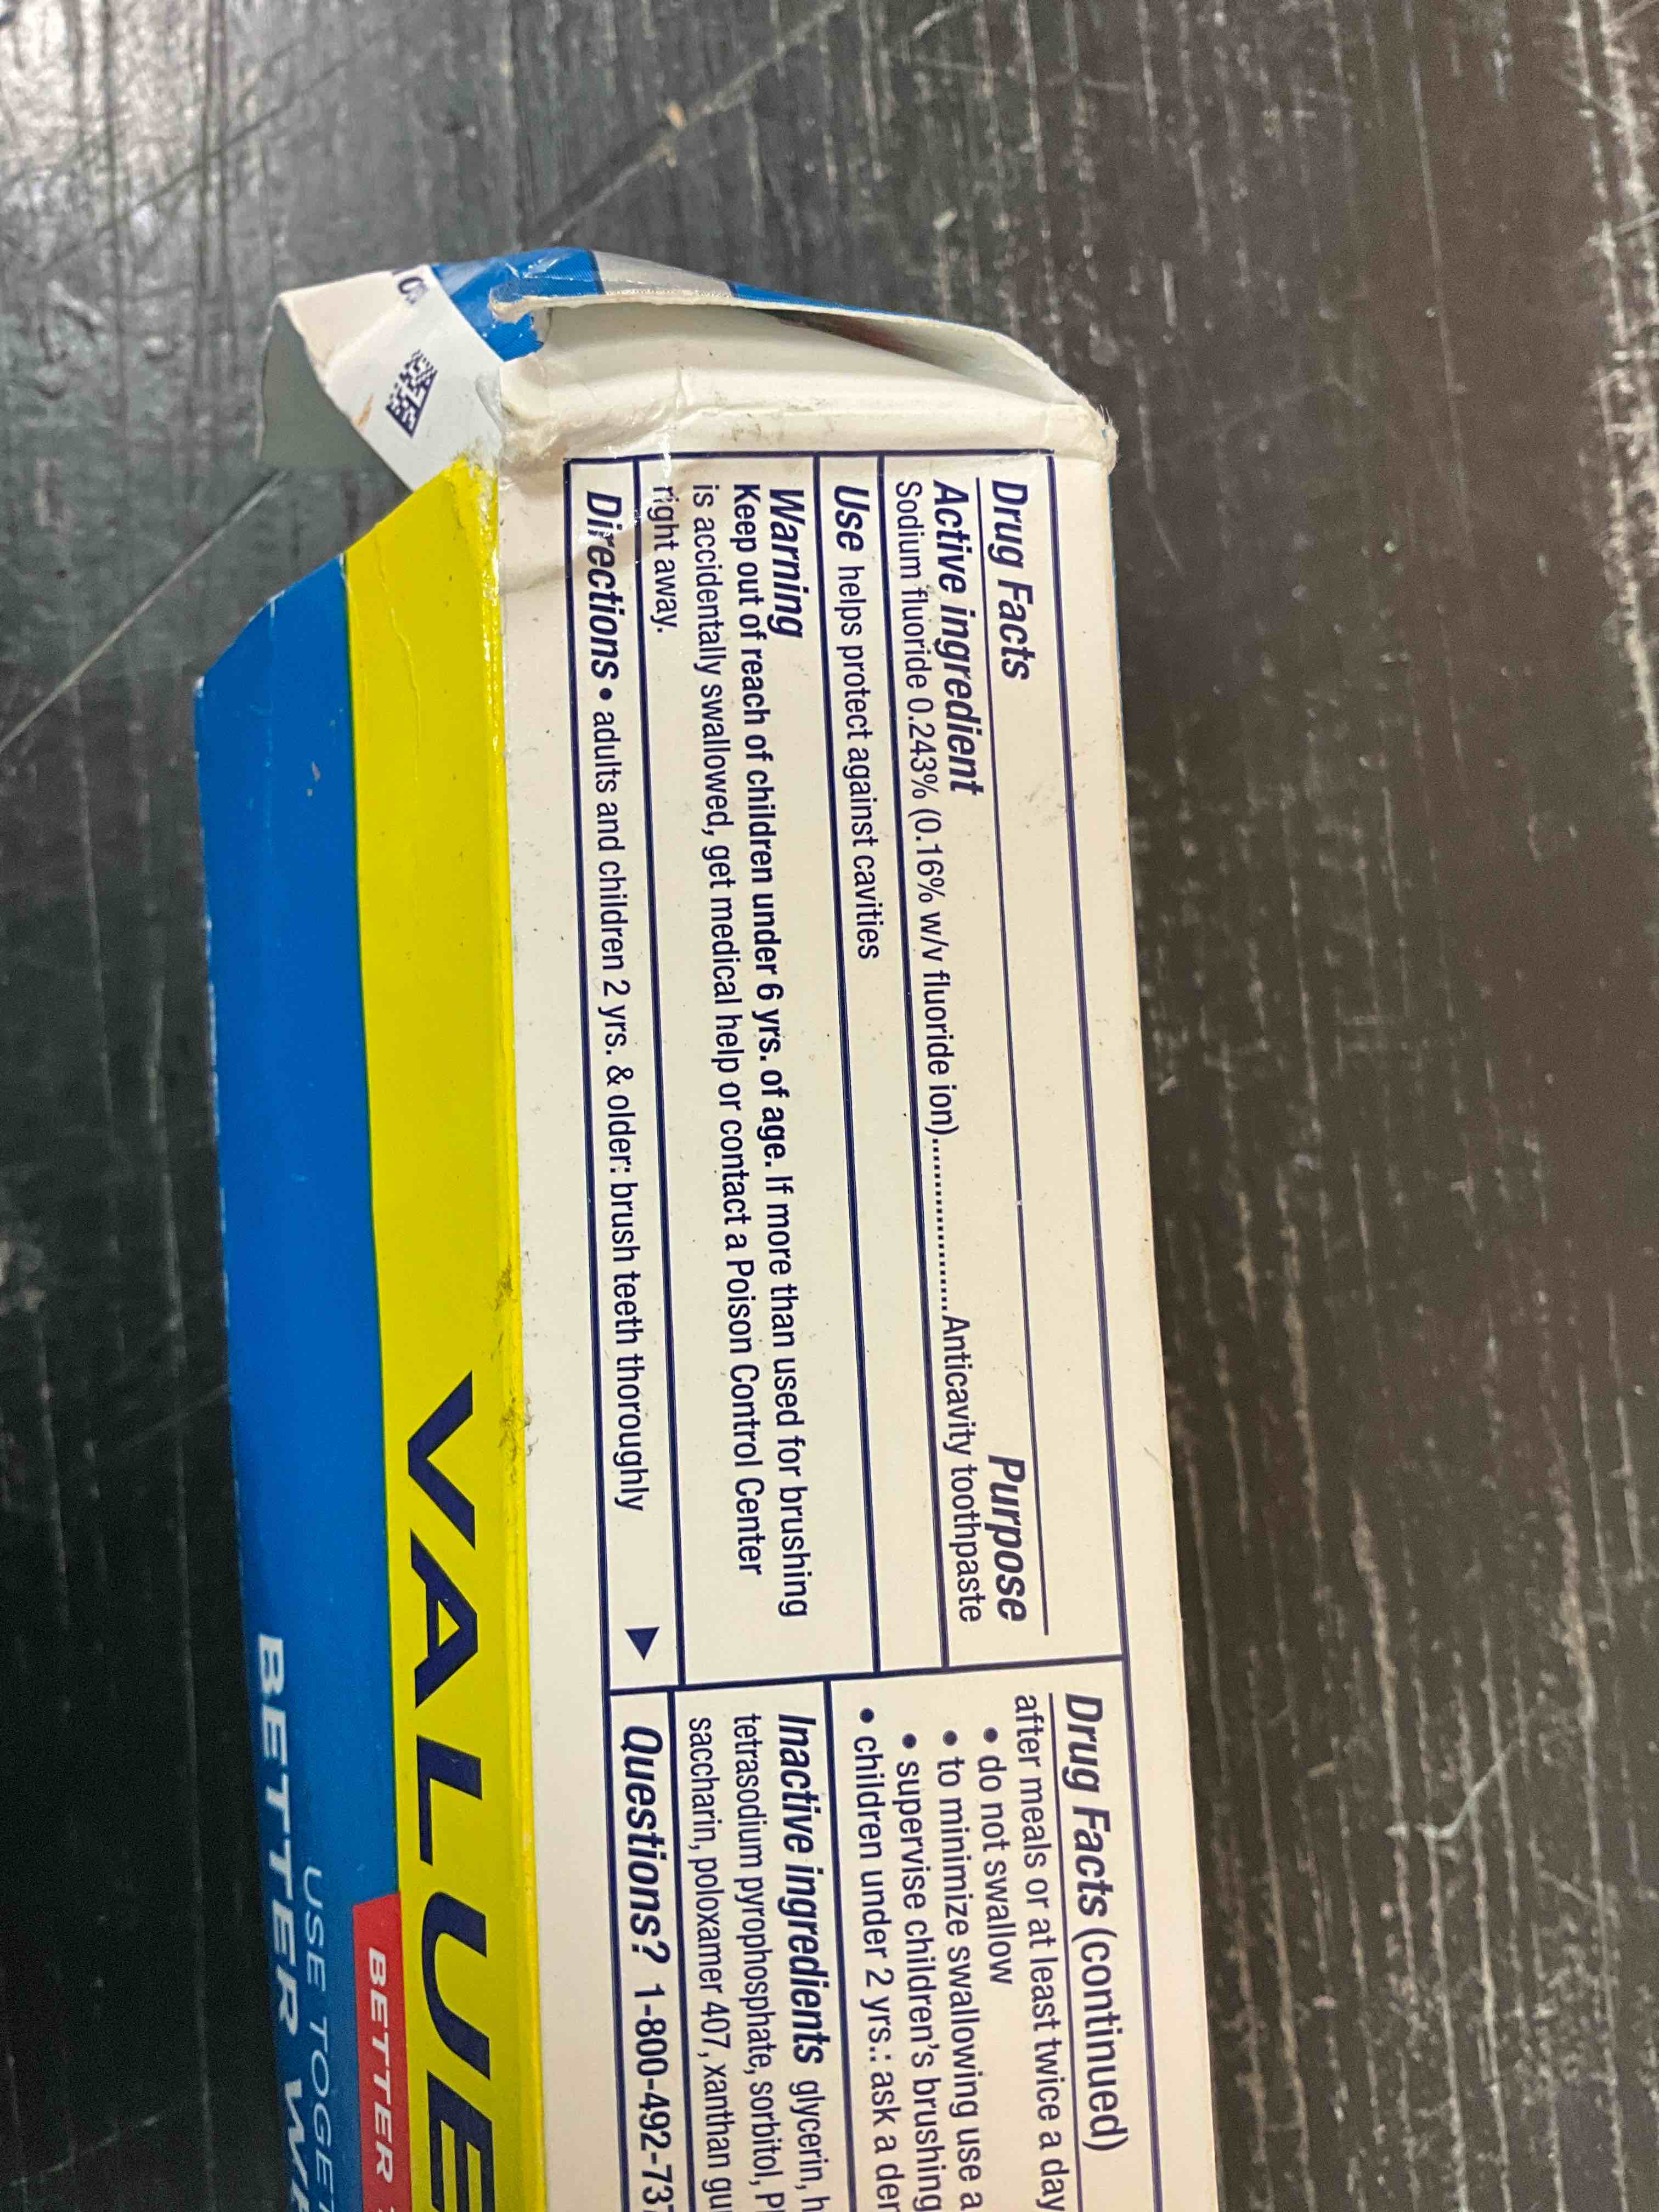 Drug Facts
Active ingredient Purpose
Sodium fluoride 0.243% (0.16% w/v fluoride ion)................Anticavity toothpaste
Use helps protect against cavities
Warning
Keep out of reach of children under 6 yrs. of age. If more than used for brushing
is accidentally swallowed, get medical help or contact a Poison Control Center
right away.
Directions • adults and children 2 yrs. & older: brush teeth thoroughly
Drug Facts (continued)
after meals or at least twice a day
• do not swallow
• to minimize swallowing use a
• supervise children's brushing
• children under 2 yrs.: ask a
Inactive ingredients glycerin,
tetrasodium pyrophosphate, sorbitol,
saccharin, poloxamer 407, xanthan
Questions? 1-800-492-73
VALUE
BETTER
USE
BETTER